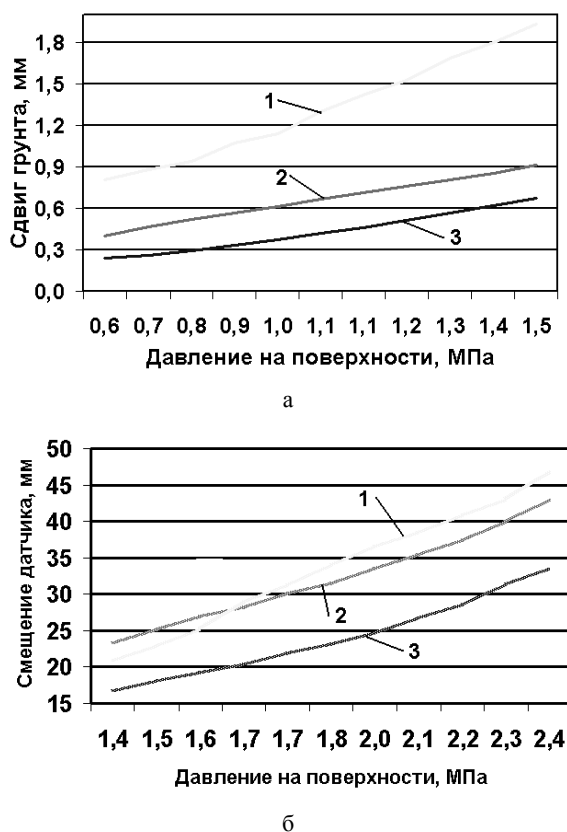 Сдвиг грунта, мм
1,8
1,5
1,2
0,9
0,6
0,3
0,0
1
2
3
0,6 0,7 0,8 0,9 1,0 1,1 1,1 1,2 1,3 1,4 1,5
Давление на поверхности, МПа
а
Смещение датчика, мм
50
45
40
35
30
25
20
15
1
2
3
1,4 1,5 1,6 1,7 1,7 1,8 2,0 2,1 2,2 2,3 2,4
Давление на поверхности, МПа
б